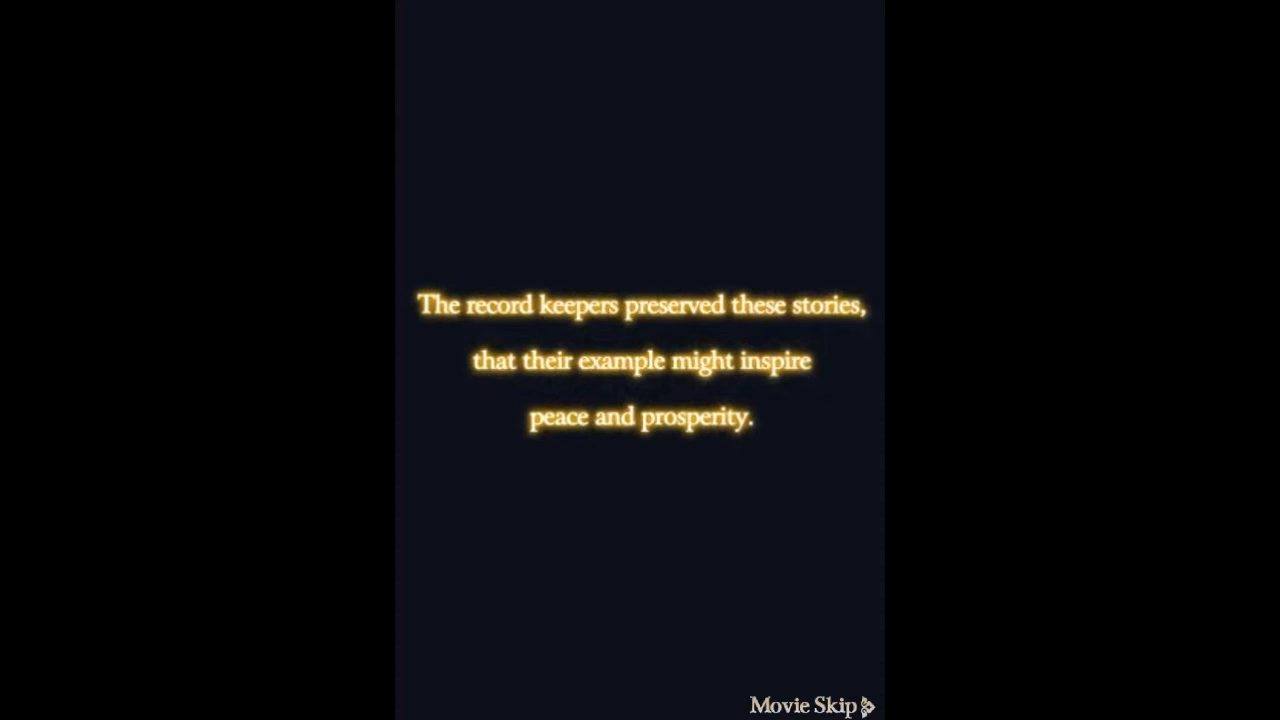 The record keepers preserved these stories,
that their example might inspire
peace and prosperity.
Movie Skip